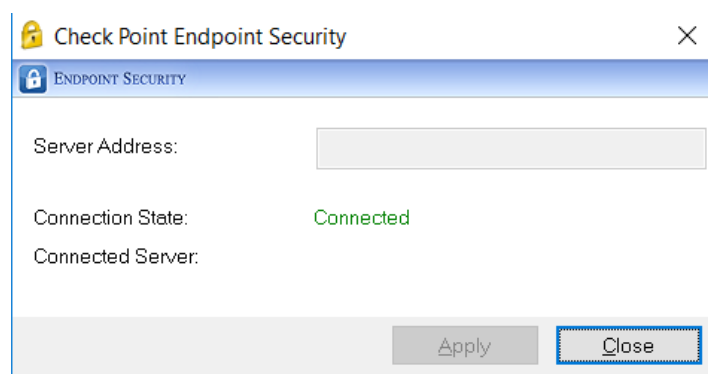 Check Point Endpoint Security
ENDPOINT SECURITY
Server Address:
Connection State: Connected
Connected Server:
Apply Close